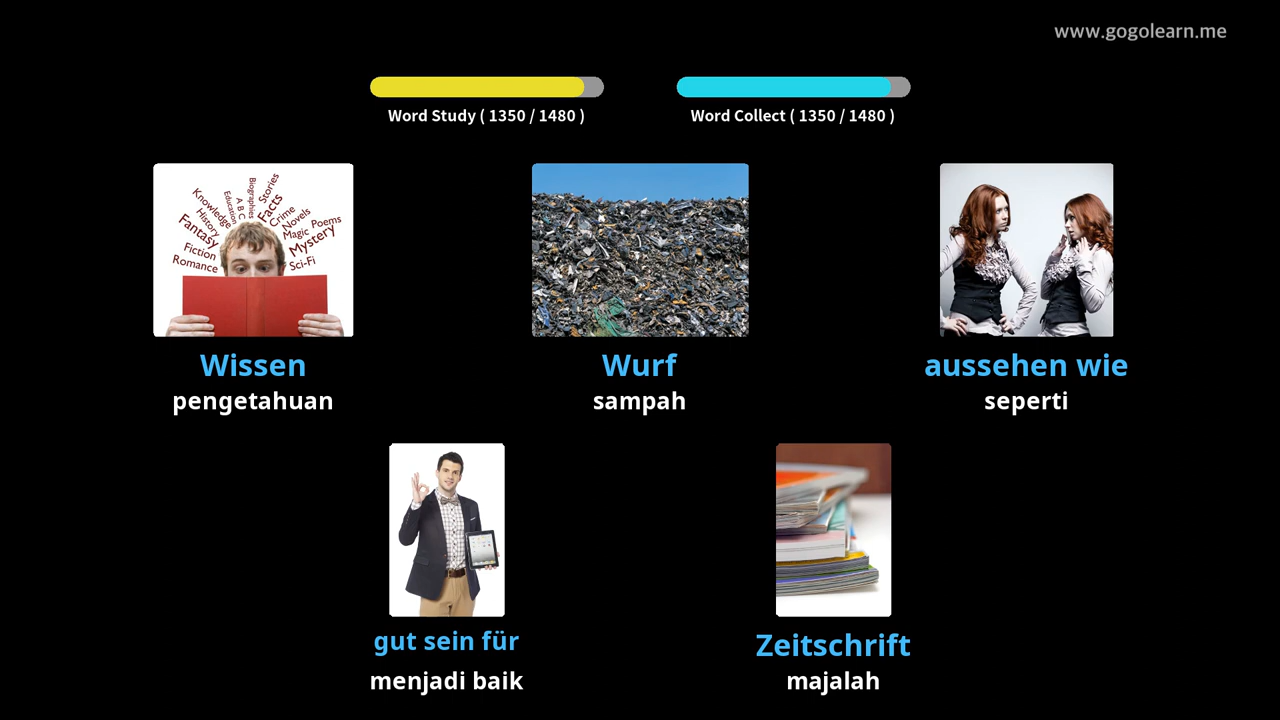 www.gogolearn.me
Word Study ( 1350 / 1480 )
Word Collect ( 1350 / 1480 )
Knowledge
History
Fantasy
Fiction
Romance
Education
A B C
Biographies
Stories
Facts
Crime
Novels
Magic Poems
Mystery
Sci-Fi
Wissen
pengetahuan
Wurf
sampah
aussehen wie
seperti
gut sein für
menjadi baik
Zeitschrift
majalah